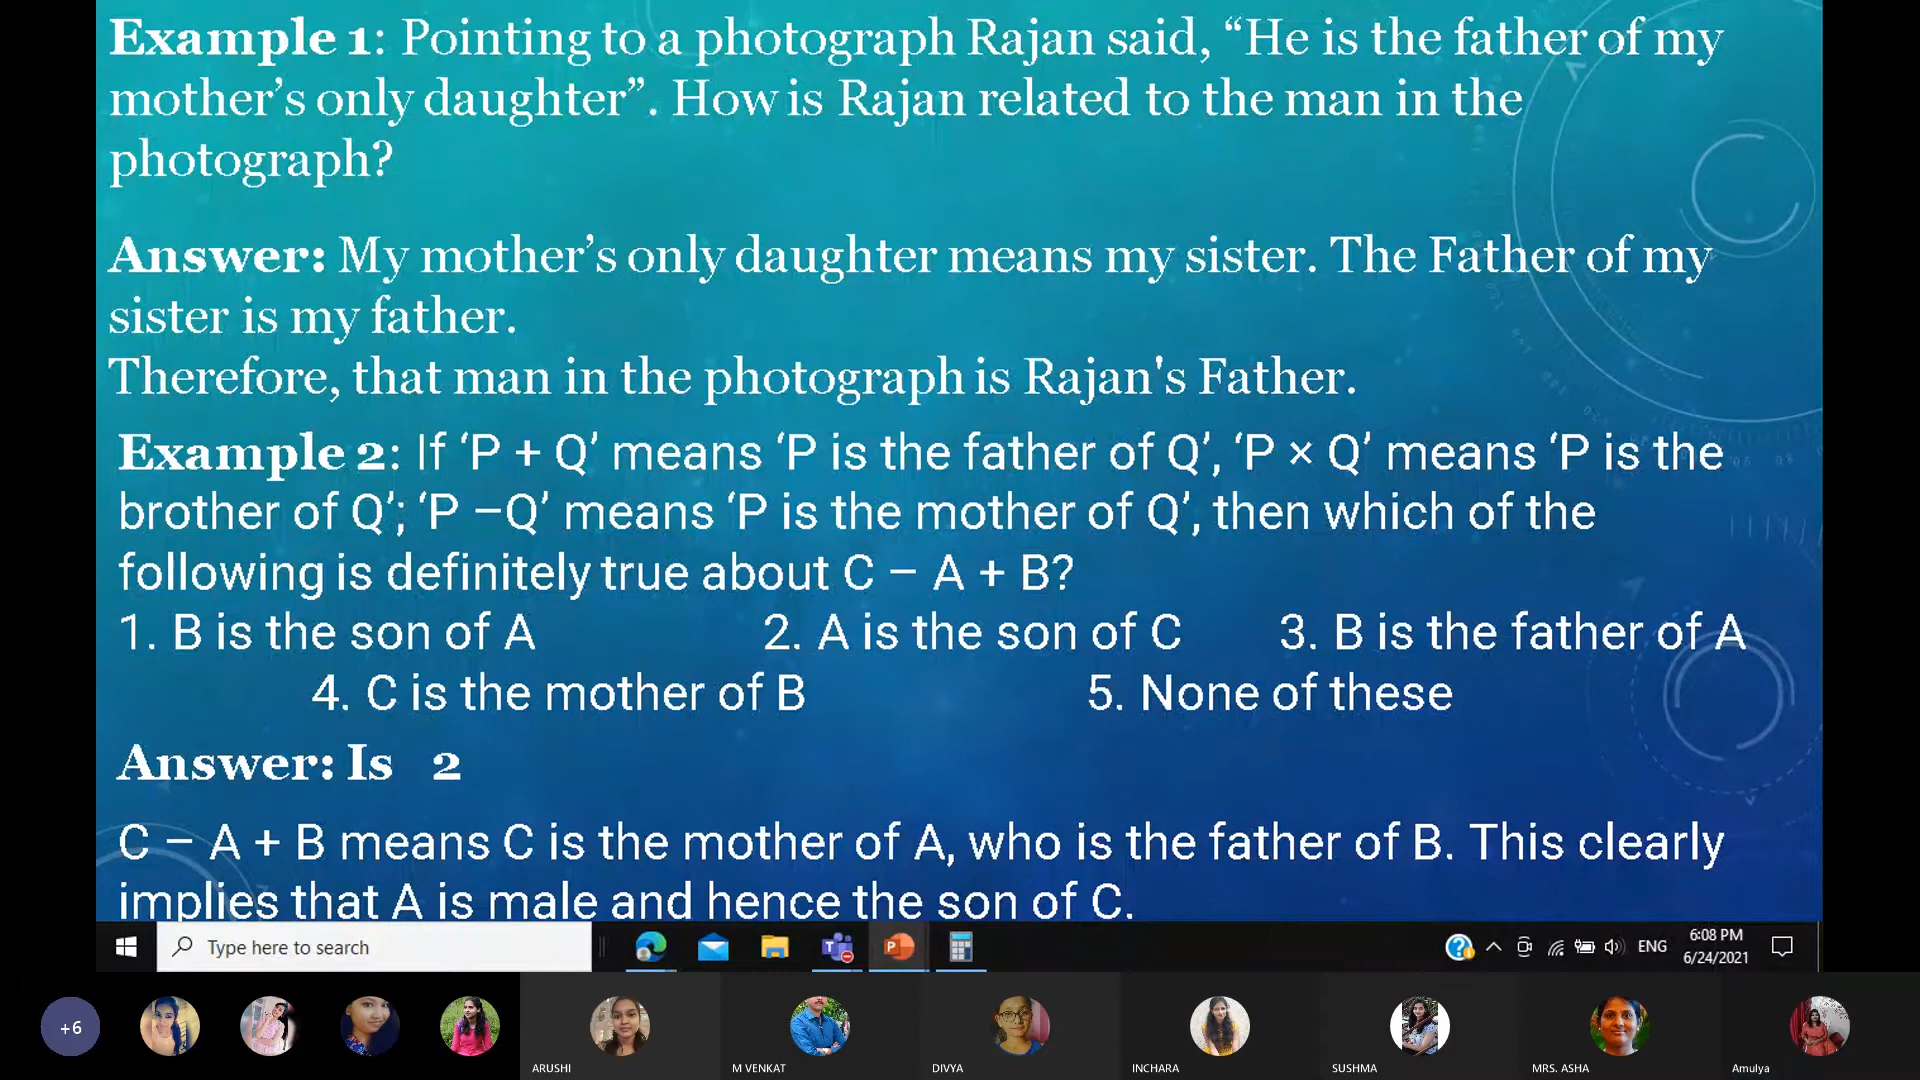 Example 1: Pointing to a photograph Rajan said, “He is the father of my
mother’s only daughter”. How is Rajan related to the man in the
photograph?
Answer: My mother’s only daughter means my sister. The Father of my
sister is my father.
Therefore, that man in the photograph is Rajan's Father.
Example 2: If ‘P + Q’ means ‘P is the father of Q’, ‘P × Q’ means ‘P is the
brother of Q’; ‘P –Q’ means ‘P is the mother of Q’, then which of the
following is definitely true about C – A + B?
1. B is the son of A 2. A is the son of C 3. B is the father of A
4. C is the mother of B 5. None of these
Answer: Is 2
C – A + B means C is the mother of A, who is the father of B. This clearly
implies that A is male and hence the son of C.
Type here to search
ENG
6:08 PM
6/24/2021
+6
ARUSHI M VENKAT DIVYA INCHARA SUSHMA MRS. ASHA Amulya